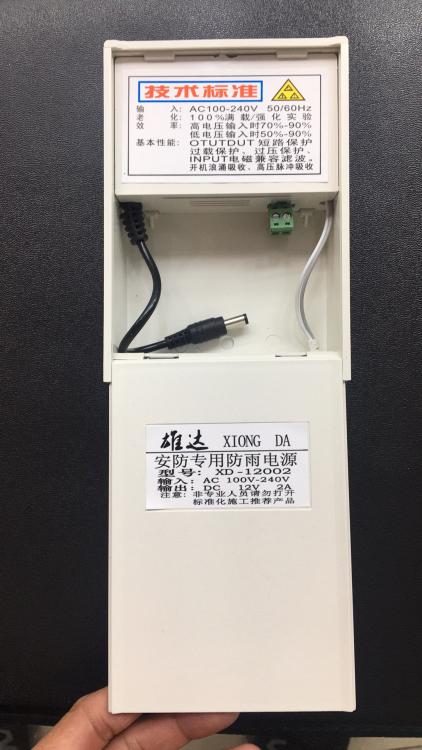 技术标准
输入: AC100-240V 50/60Hz
老化: 100%满载/强化实验
效率: 高电压输入时70%-90%
低电压输入时50%-90%
基本性能: OTUTDUT短路保护
过载保护、过压保护、
INPUT电磁兼容滤波。
开机浪涌吸收、高压脉冲吸收
雄达 XIONG DA
安防专用防雨电源
型号: XD-12002
输入: AC 100V-240V
输出: DC 12V 2A
注意: 非专业人员请勿打开
标准化施工推荐产品